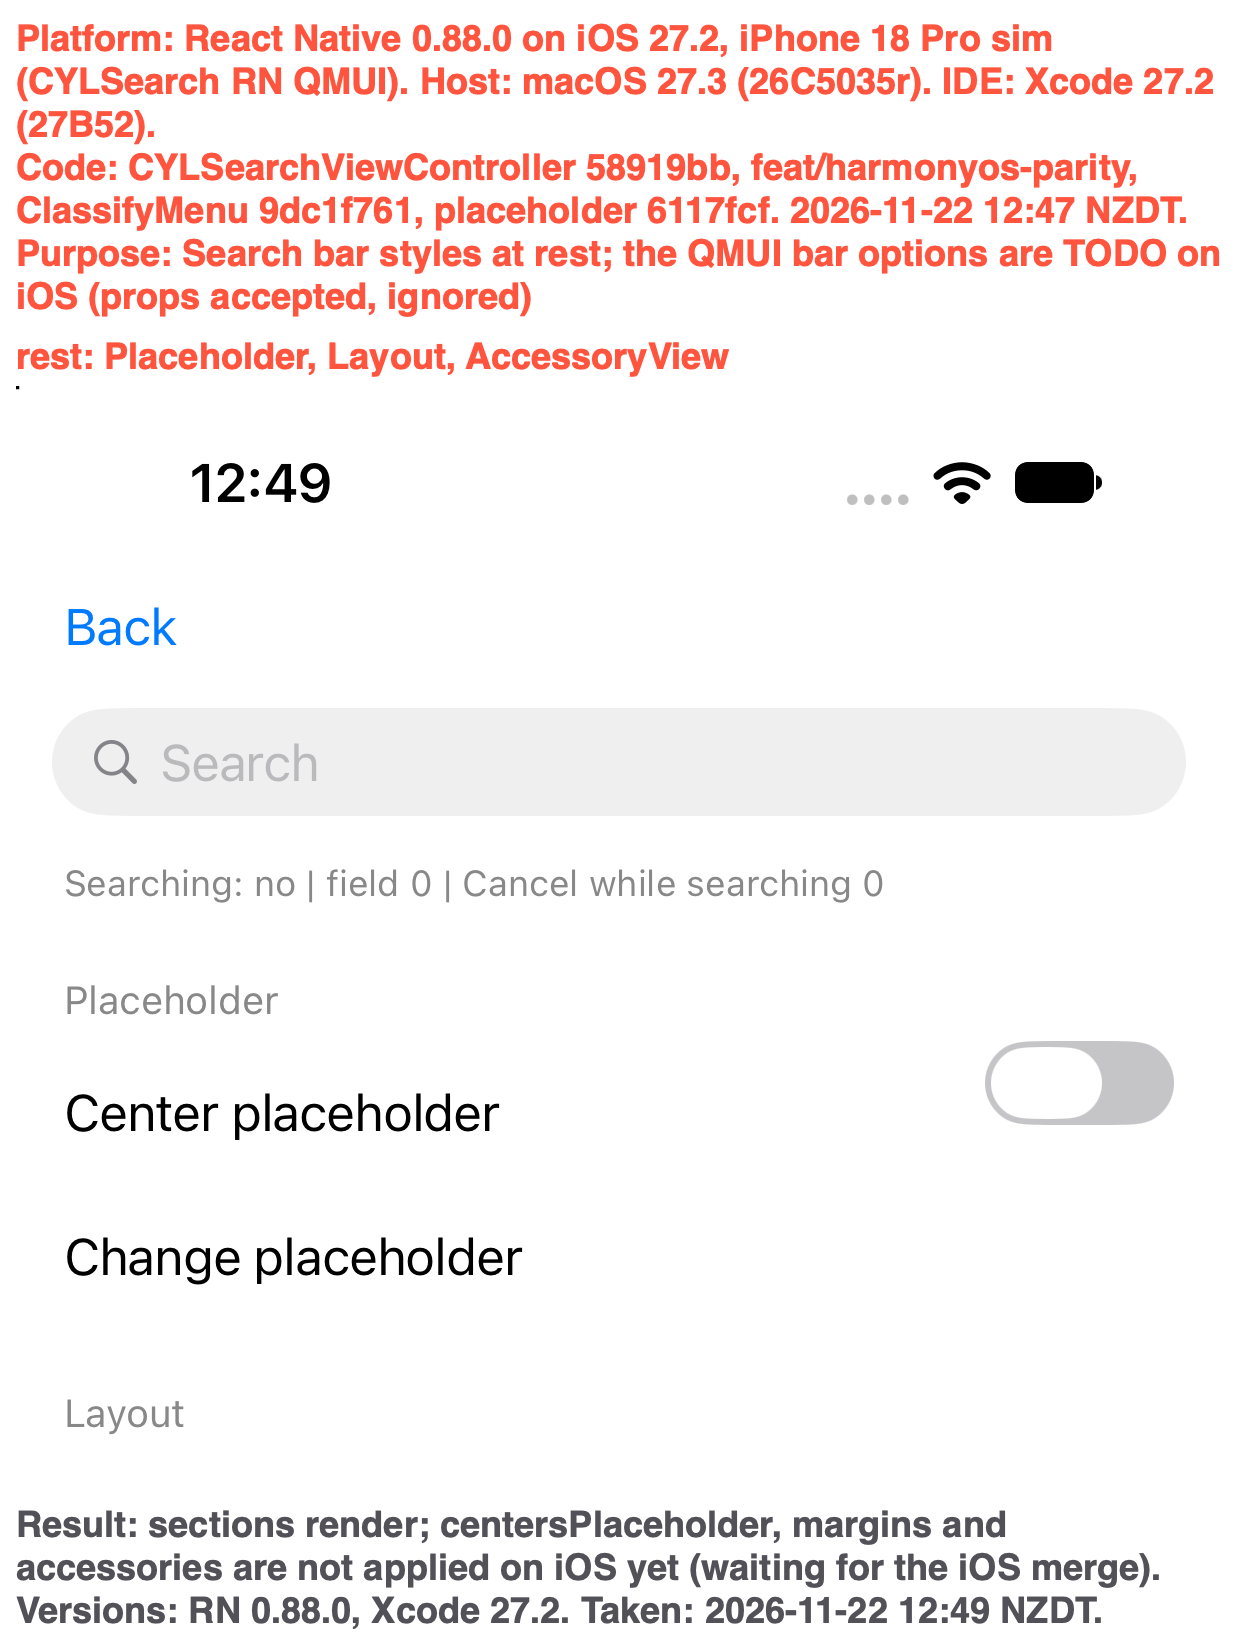 Platform: React Native 0.88.0 on iOS 27.2, iPhone 18 Pro sim
(CYLSearch RN QMUI). Host: macOS 27.3 (26C5035r). IDE: Xcode 27.2
(27B52).
Code: CYLSearchViewController 58919bb, feat/harmonyos-parity,
ClassifyMenu 9dc1f761, placeholder 6117fcf. 2026-11-22 12:47 NZDT.
Purpose: Search bar styles at rest; the QMUI bar options are TODO on
iOS (props accepted, ignored)
rest: Placeholder, Layout, AccessoryView
.
12:49
Back
Search
Searching: no | field 0 | Cancel while searching 0
Placeholder
Center placeholder
Change placeholder
Layout
Result: sections render; centersPlaceholder, margins and
accessories are not applied on iOS yet (waiting for the iOS merge).
Versions: RN 0.88.0, Xcode 27.2. Taken: 2026-11-22 12:49 NZDT.